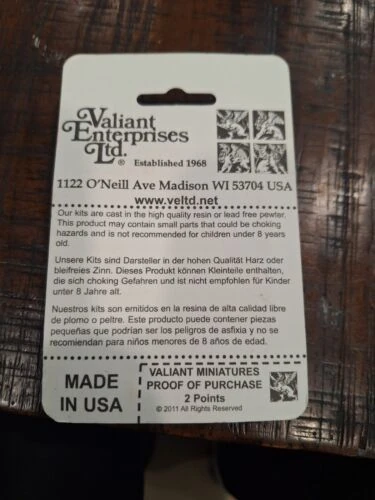 Valiant
Enterprises
Ltd.®
Established 1968
1122 O'Neill Ave Madison WI 53704 USA
www.veltd.net
Our kits are cast in the high quality resin or lead free pewter.
This product may contain small parts that could be choking
hazards and is not recommended for children under 8 years
old.
Unsere Kits sind Darsteller in der hohen Qualität Harz oder
bleifreies Zinn. Dieses Produkt können Kleinteile enthalten,
die sich choking Gefahren und ist nicht empfohlen für Kinder
unter 8 Jahre alt.
Nuestros kits son emitidos en la resina de alta calidad libre
de plomo o peltre. Este producto puede contener piezas
pequeñas que podrían ser los peligros de asfixia y no se
recomiendan para niños menores de 8 años de edad.
MADE
IN USA
VALIANT MINIATURES
PROOF OF PURCHASE
2 Points
© 2011 All Rights Reserved